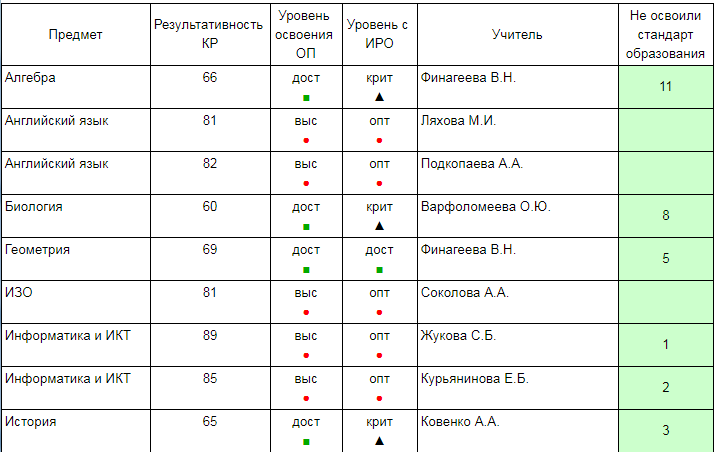 Предмет
Результативность
КР
Уровень
освоения
ОП
Уровень с
ИРО
Учитель
Не освоили
стандарт
образования
Алгебра 66 дост крит Финагеева В.Н. 11
Английский язык 81 выс опт Ляхова М.И.
Английский язык 82 выс опт Подкопаева А.А.
Биология 60 дост крит Варфоломеева О.Ю. 8
Геометрия 69 дост дост Финагеева В.Н. 5
ИЗО 81 выс опт Соколова А.А.
Информатика и ИКТ 89 выс опт Жукова С.Б. 1
Информатика и ИКТ 85 выс опт Курьянинова Е.Б. 2
История 65 дост крит Ковенко А.А. 3